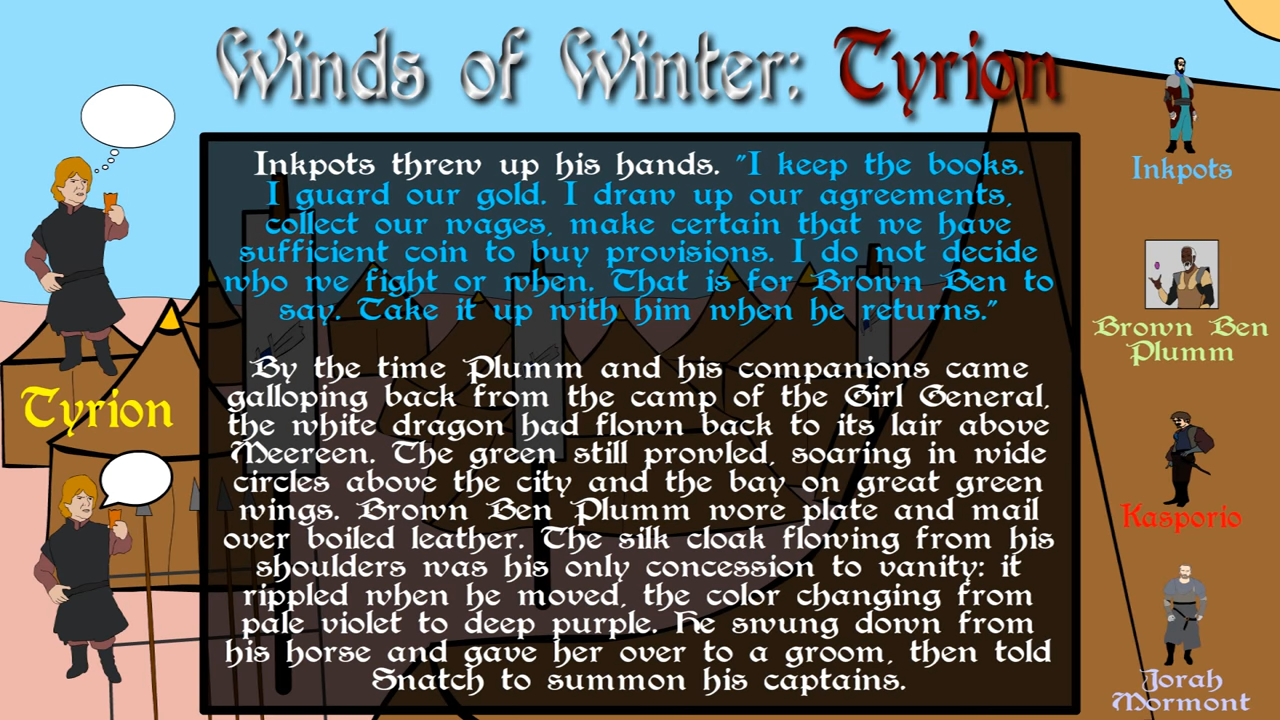 Winds of Winter: Tyrion
Inkpots threw up his hands. "I keep the books.
I guard our gold. I draw up our agreements,
collect our wages, make certain that we have
sufficient coin to buy provisions. I do not decide
who we fight or when. That is for Brown Ben to
say. Take it up with him when he returns."
By the time Plumm and his companions came
galloping back from the camp of the Girl General,
the white dragon had flown back to its lair above
Meereen. The green still prowled, soaring in wide
circles above the city and the bay on great green
wings. Brown Ben Plumm wore plate and mail
over boiled leather. The silk cloak flowing from his
shoulders was his only concession to vanity: it
rippled when he moved, the color changing from
pale violet to deep purple. He swung down from
his horse and gave her over to a groom, then told
Snatch to summon his captains.
Tyrion
Inkpots
Brown Ben
Plumm
Kasporio
Jorah
Mormont